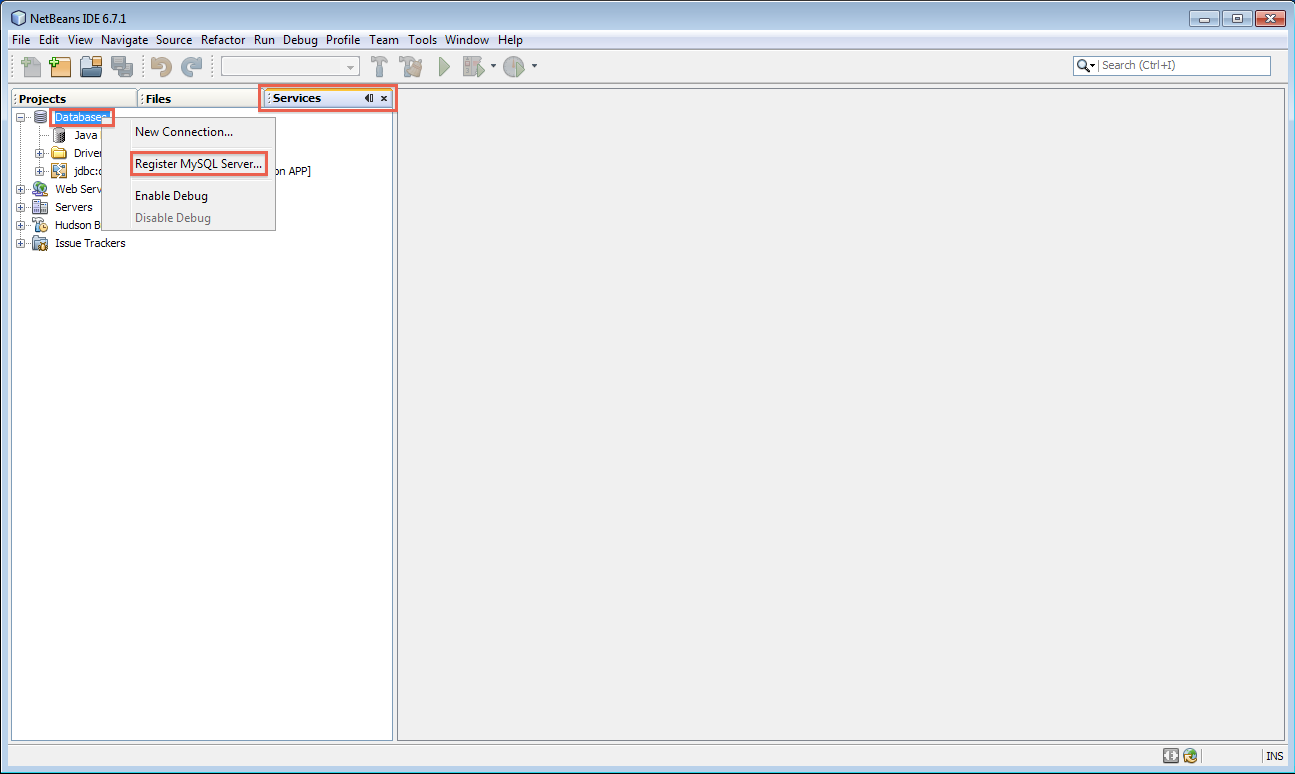 NetBeans IDE 6.7.1
File Edit View Navigate Source Refactor Run Debug Profile Team Tools Window Help
Search (Ctrl+I)
Projects Files Services
Databases
New Connection...
Java
Register MySQL Server...
jdbc: on APP]
Web Serv
Enable Debug
Servers
Disable Debug
Hudson B
Issue Trackers
INS